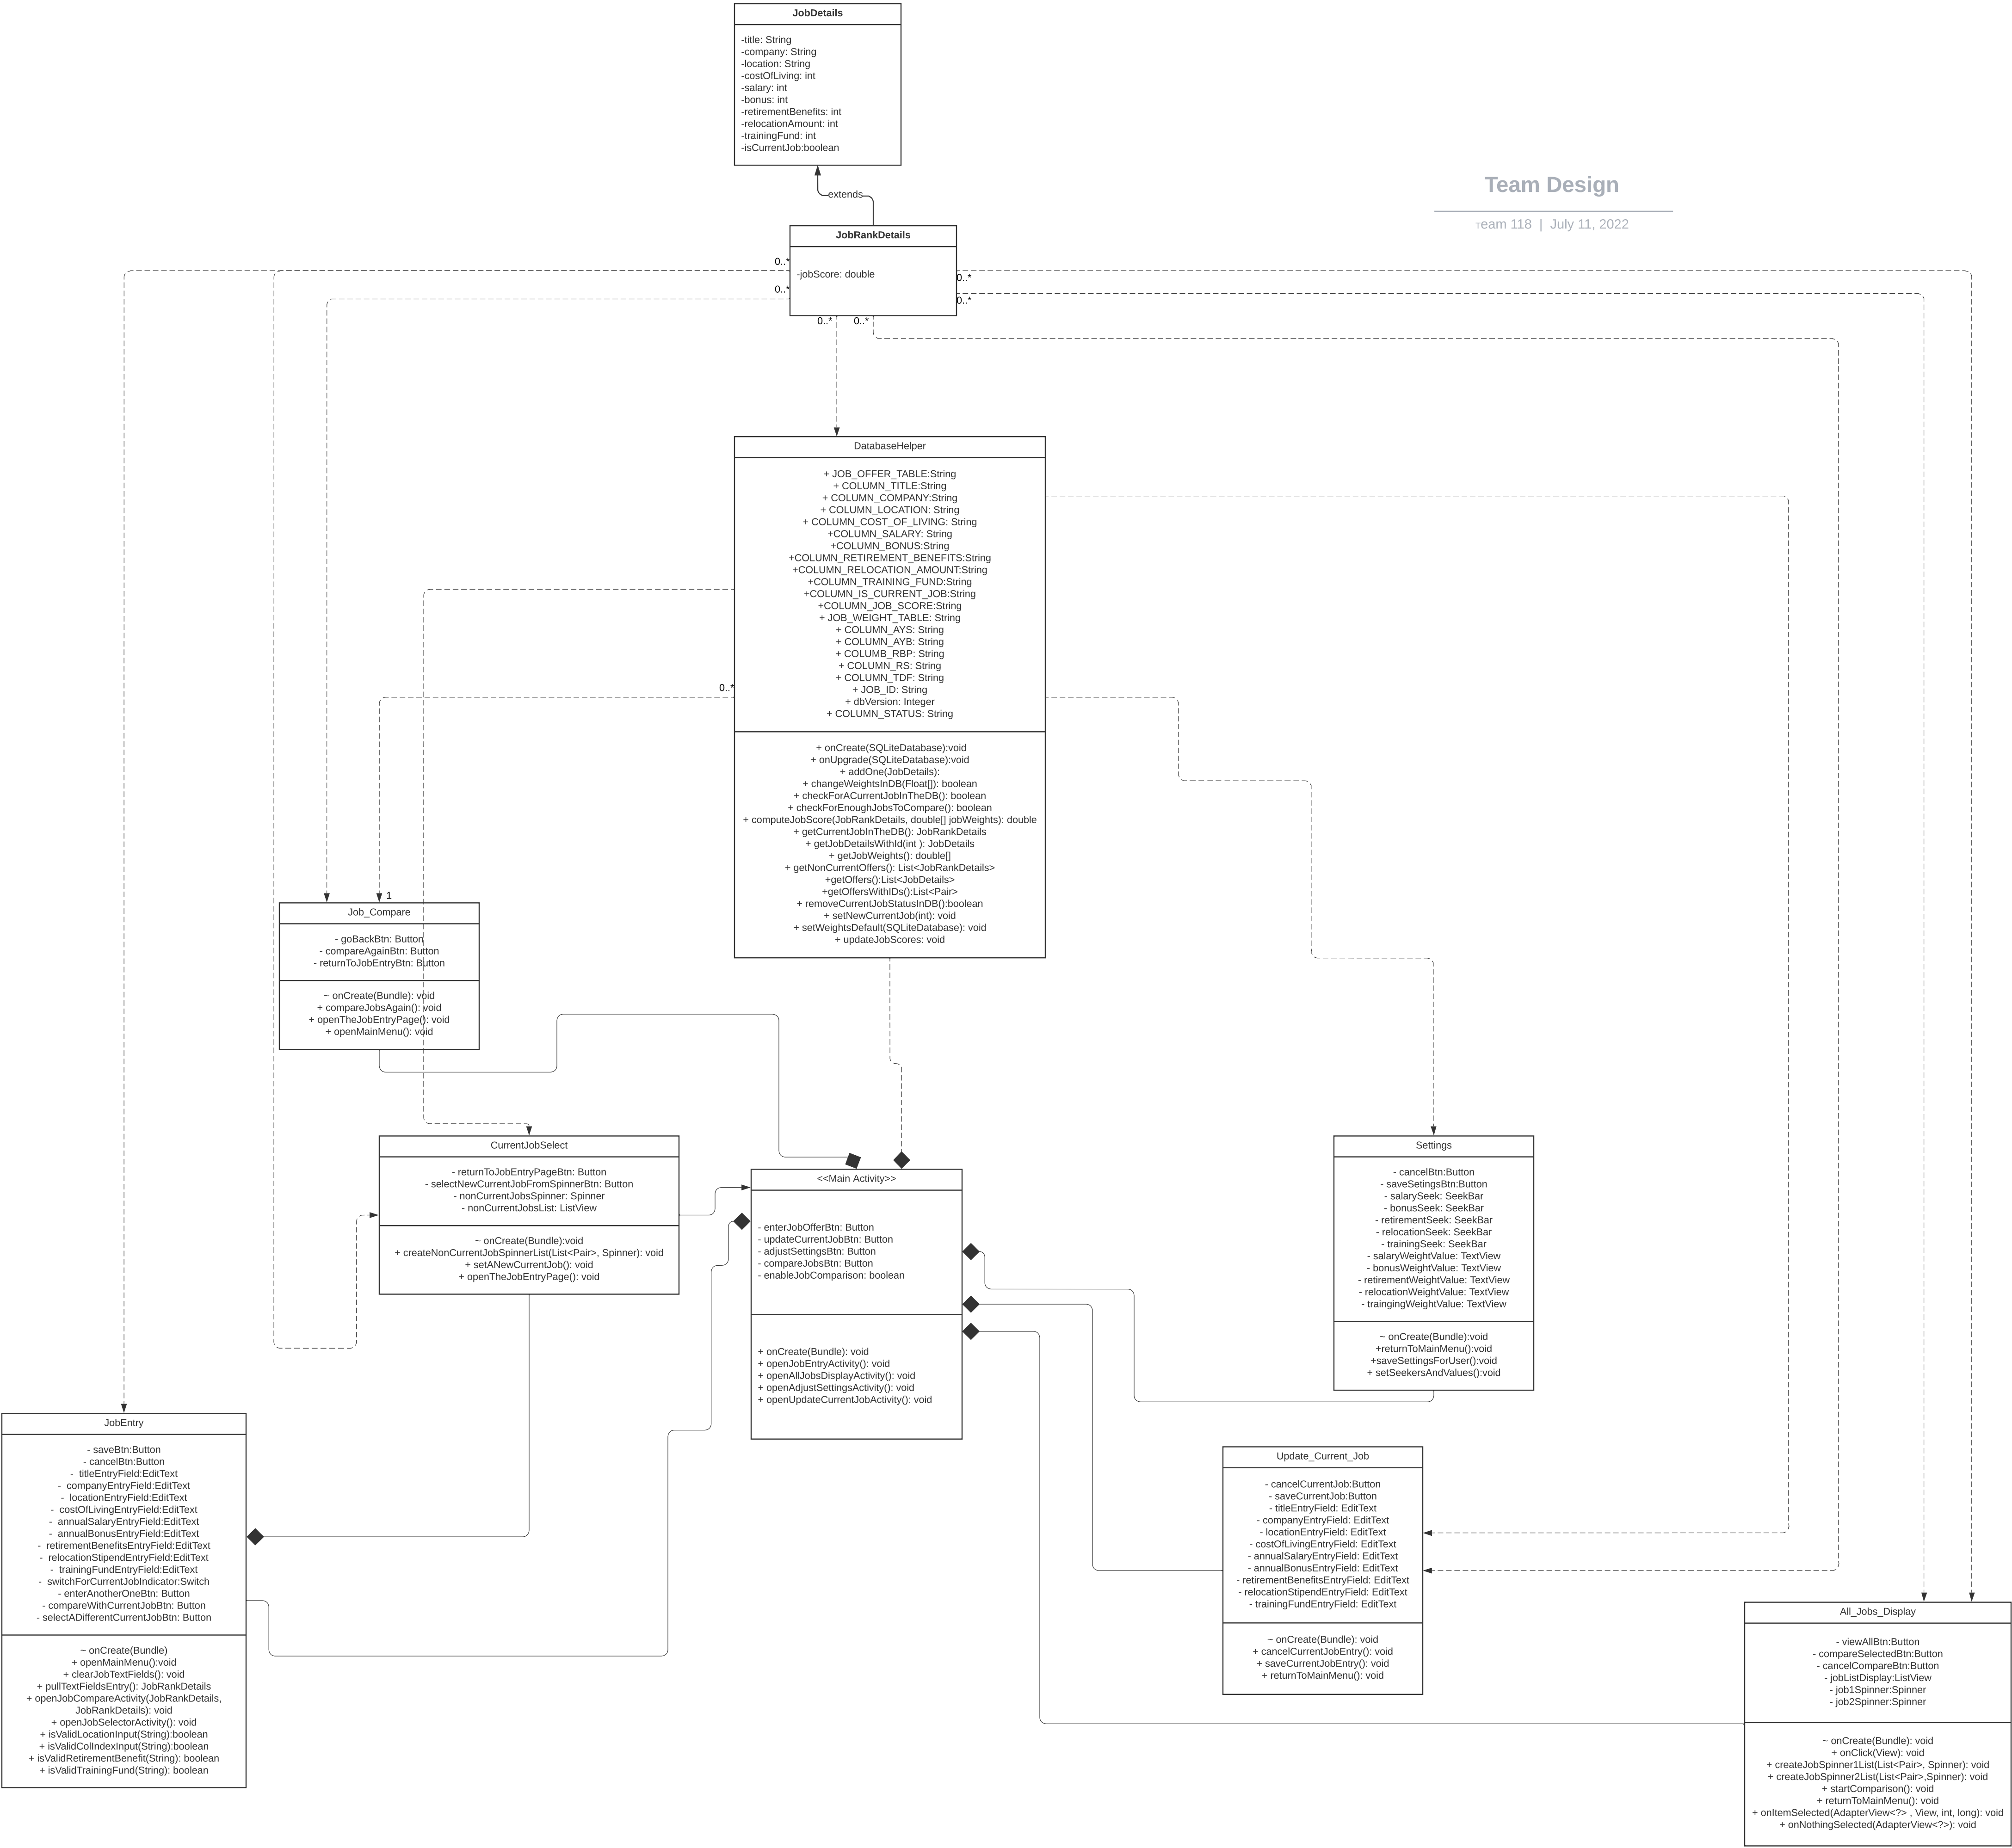 JobDetails
-title: String
-company: String
-location: String
-costOfLiving: int
-salary: int
-bonus: int
-retirementBenefits: int
-relocationAmount: int
-trainingFund: int
-isCurrentJob:boolean
extends
Team Design
Team 118 | July 11, 2022
JobRankDetails
-jobScore: double
0..*
0..*
0..*
0..*
0..*
0..*
DatabaseHelper
+ JOB_OFFER_TABLE:String
+ COLUMN_TITLE:String
+ COLUMN_COMPANY:String
+ COLUMN_LOCATION: String
+ COLUMN_COST_OF_LIVING: String
+COLUMN_SALARY: String
+COLUMN_BONUS:String
+COLUMN_RETIREMENT_BENEFITS:String
+COLUMN_RELOCATION_AMOUNT:String
+COLUMN_TRAINING_FUND:String
+COLUMN_IS_CURRENT_JOB:String
+COLUMN_JOB_SCORE:String
+ JOB_WEIGHT_TABLE: String
+ COLUMN_AYS: String
+ COLUMN_AYB: String
+ COLUMB_RBP: String
+ COLUMN_RS: String
+ COLUMN_TDF: String
+ JOB_ID: String
+ dbVersion: Integer
+ COLUMN_STATUS: String
0..*
+ onCreate(SQLiteDatabase):void
+ onUpgrade(SQLiteDatabase):void
+ addOne(JobDetails):
+ changeWeightsInDB(Float[]): boolean
+ checkForACurrentJobInTheDB(): boolean
+ checkForEnoughJobsToCompare(): boolean
+ computeJobScore(JobRankDetails, double[] jobWeights): double
+ getCurrentJobInTheDB(): JobRankDetails
+ getJobDetailsWithId(int ): JobDetails
+ getJobWeights(): double[]
+ getNonCurrentOffers(): List<JobRankDetails>
+getOffers():List<JobDetails>
+getOffersWithIDs():List<Pair>
+ removeCurrentJobStatusInDB():boolean
+ setNewCurrentJob(int): void
+ setWeightsDefault(SQLiteDatabase): void
+ updateJobScores: void
1
Job_Compare
- goBackBtn: Button
- compareAgainBtn: Button
- returnToJobEntryBtn: Button
~ onCreate(Bundle): void
+ compareJobsAgain(): void
+ openTheJobEntryPage(): void
+ openMainMenu(): void
CurrentJobSelect
- returnToJobEntryPageBtn: Button
- selectNewCurrentJobFromSpinnerBtn: Button
- nonCurrentJobsSpinner: Spinner
- nonCurrentJobsList: ListView
~ onCreate(Bundle):void
+ createNonCurrentJobSpinnerList(List<Pair>, Spinner): void
+ setANewCurrentJob(): void
+ openTheJobEntryPage(): void
<<Main Activity>>
- enterJobOfferBtn: Button
- updateCurrentJobBtn: Button
- adjustSettingsBtn: Button
- compareJobsBtn: Button
- enableJobComparison: boolean
+ onCreate(Bundle): void
+ openJobEntryActivity(): void
+ openAllJobsDisplayActivity(): void
+ openAdjustSettingsActivity(): void
+ openUpdateCurrentJobActivity(): void
Settings
- cancelBtn:Button
- saveSetingsBtn:Button
- salarySeek: SeekBar
- bonusSeek: SeekBar
- retirementSeek: SeekBar
- relocationSeek: SeekBar
- trainingSeek: SeekBar
- salaryWeightValue: TextView
- bonusWeightValue: TextView
- retirementWeightValue: TextView
- relocationWeightValue: TextView
- traingingWeightValue: TextView
~ onCreate(Bundle):void
+returnToMainMenu():void
+saveSettingsForUser():void
+ setSeekersAndValues():void
JobEntry
- saveBtn:Button
- cancelBtn:Button
- titleEntryField:EditText
- companyEntryField:EditText
- locationEntryField:EditText
- costOfLivingEntryField:EditText
- annualSalaryEntryField:EditText
- annualBonusEntryField:EditText
- retirementBenefitsEntryField:EditText
- relocationStipendEntryField:EditText
- trainingFundEntryField:EditText
- switchForCurrentJobIndicator:Switch
- enterAnotherOneBtn: Button
- compareWithCurrentJobBtn: Button
- selectADifferentCurrentJobBtn: Button
~ onCreate(Bundle)
+ openMainMenu():void
+ clearJobTextFields(): void
+ pullTextFieldsEntry(): JobRankDetails
+ openJobCompareActivity(JobRankDetails,
JobRankDetails): void
+ openJobSelectorActivity(): void
+ isValidLocationInput(String):boolean
+ isValidColIndexInput(String):boolean
+ isValidRetirementBenefit(String): boolean
+ isValidTrainingFund(String): boolean
Update_Current_Job
- cancelCurrentJob:Button
- saveCurrentJob:Button
- titleEntryField: EditText
- companyEntryField: EditText
- locationEntryField: EditText
- costOfLivingEntryField: EditText
- annualSalaryEntryField: EditText
- annualBonusEntryField: EditText
- retirementBenefitsEntryField: EditText
- relocationStipendEntryField: EditText
- trainingFundEntryField: EditText
~ onCreate(Bundle): void
+ cancelCurrentJobEntry(): void
+ saveCurrentJobEntry(): void
+ returnToMainMenu(): void
All_Jobs_Display
- viewAllBtn:Button
- compareSelectedBtn:Button
- cancelCompareBtn:Button
- jobListDisplay:ListView
- job1Spinner:Spinner
- job2Spinner:Spinner
~ onCreate(Bundle): void
+ onClick(View): void
+ createJobSpinner1List(List<Pair>, Spinner): void
+ createJobSpinner2List(List<Pair>,Spinner): void
+ startComparison(): void
+ returnToMainMenu(): void
+ onItemSelected(AdapterView<?> , View, int, long): void
+ onNothingSelected(AdapterView<?>): void